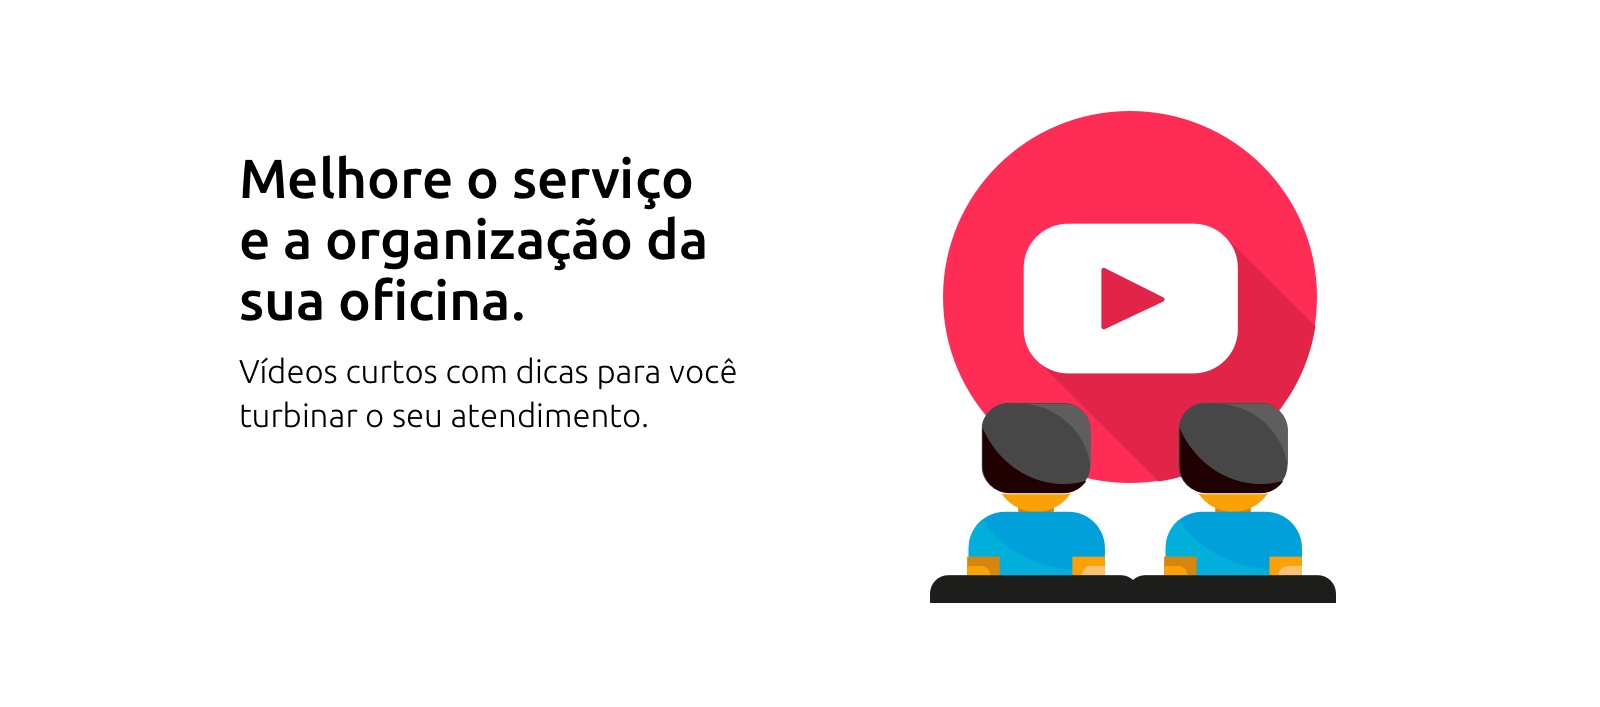 Melhore o serviço
e a organização da
sua oficina.
Vídeos curtos com dicas para você
turbinar o seu atendimento.